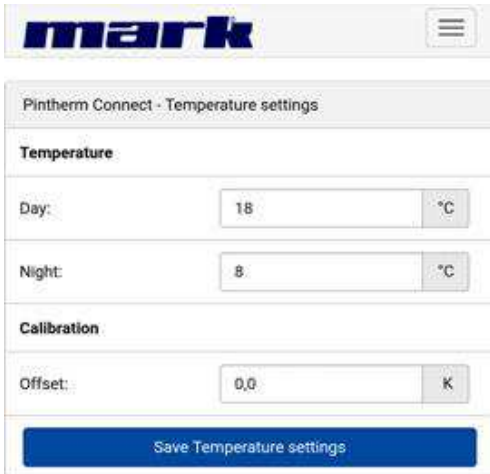 mark
Pintherm Connect - Temperature settings
Temperature
Day: 18 °C
Night: 8 °C
Calibration
Offset: 0,0 K
Save Temperature settings